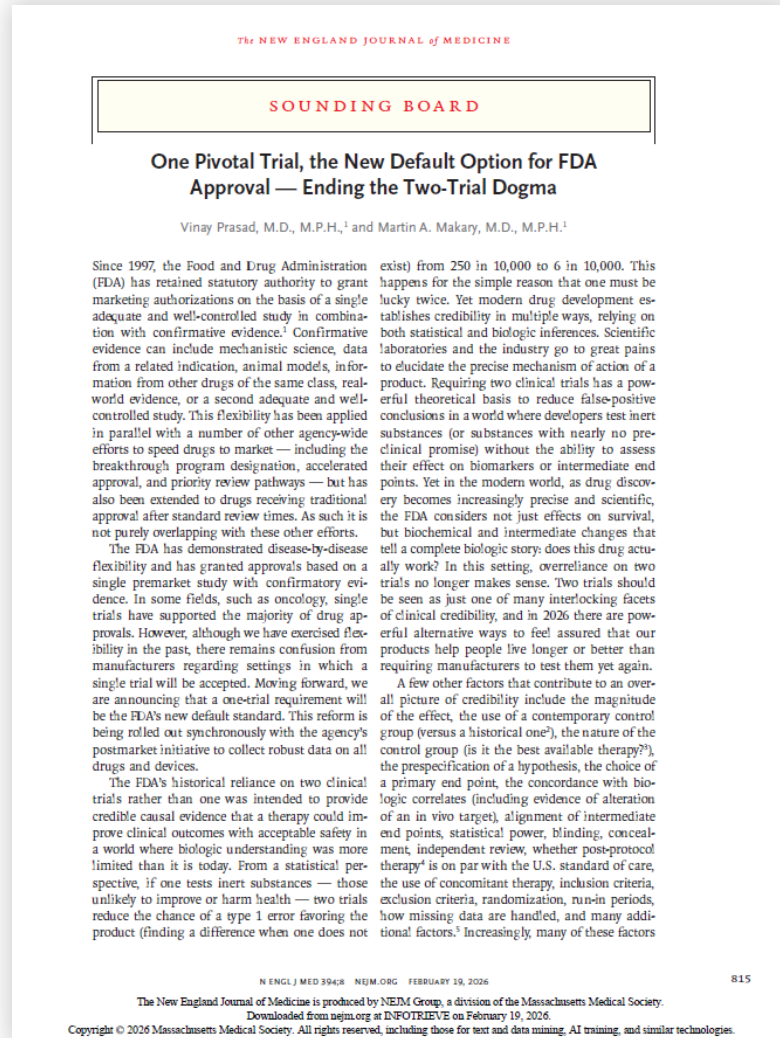 The NEW ENGLAND JOURNAL of MEDICINE
SOUNDING BOARD
One Pivotal Trial, the New Default Option for FDA
Approval — Ending the Two-Trial Dogma
Vinay Prasad, M.D., M.P.H.,¹ and Martin A. Makary, M.D., M.P.H.¹
Since 1997, the Food and Drug Administration
(FDA) has retained statutory authority to grant
marketing authorizations on the basis of a single
adequate and well-controlled study in combina-
tion with confirmative evidence.¹ Confirmative
evidence can include mechanistic science, data
from a related indication, animal models, infor-
mation from other drugs of the same class, real-
world evidence, or a second adequate and well-
controlled study. This flexibility has been applied
in parallel with a number of other agency-wide
efforts to speed drugs to market — including the
breakthrough program designation, accelerated
approval, and priority review pathways — but has
also been extended to drugs receiving traditional
approval after standard review times. As such it is
not purely overlapping with these other efforts.
The FDA has demonstrated disease-by-disease
flexibility and has granted approvals based on a
single premarket study with confirmatory evi-
dence. In some fields, such as oncology, single
trials have supported the majority of drug ap-
provals. However, although we have exercised flex-
ibility in the past, there remains confusion from
manufacturers regarding settings in which a
single trial will be accepted. Moving forward, we
are announcing that a one-trial requirement will
be the FDA's new default standard. This reform is
being rolled out synchronously with the agency's
postmarket initiative to collect robust data on all
drugs and devices.
The FDA's historical reliance on two clinical
trials rather than one was intended to provide
credible causal evidence that a therapy could im-
prove clinical outcomes with acceptable safety in
a world where biologic understanding was more
limited than it is today. From a statistical per-
spective, if one tests inert substances — those
unlikely to improve or harm health — two trials
reduce the chance of a type 1 error favoring the
product (finding a difference when one does not
exist) from 250 in 10,000 to 6 in 10,000. This
happens for the simple reason that one must be
lucky twice. Yet modern drug development es-
tablishes credibility in multiple ways, relying on
both statistical and biologic inferences. Scientific
laboratories and the industry go to great pains
to elucidate the precise mechanism of action of a
product. Requiring two clinical trials has a pow-
erful theoretical basis to reduce false-positive
conclusions in a world where developers test inert
substances (or substances with nearly no pre-
clinical promise) without the ability to assess
their effect on biomarkers or intermediate end
points. Yet in the modern world, as drug discov-
ery becomes increasingly precise and scientific,
the FDA considers not just effects on survival,
but biochemical and intermediate changes that
tell a complete biologic story: does this drug actu-
ally work? In this setting, overreliance on two
trials no longer makes sense. Two trials should
be seen as just one of many interlocking facets
of clinical credibility, and in 2026 there are pow-
erful alternative ways to feel assured that our
products help people live longer or better than
requiring manufacturers to test them yet again.
A few other factors that contribute to an over-
all picture of credibility include the magnitude
of the effect, the use of a contemporary control
group (versus a historical one²), the nature of the
control group (is it the best available therapy?³),
the prespecification of a hypothesis, the choice of
a primary end point, the concordance with bio-
logic correlates (including evidence of alteration
of an in vivo target), alignment of intermediate
end points, statistical power, blinding, conceal-
ment, independent review, whether post-protocol
therapy⁴ is on par with the U.S. standard of care,
the use of concomitant therapy, inclusion criteria,
exclusion criteria, randomization, run-in periods,
how missing data are handled, and many addi-
tional factors.⁵ Increasingly, many of these factors
N ENGL J MED 394;8 NEJM.ORG FEBRUARY 19, 2026
815
The New England Journal of Medicine is produced by NEJM Group, a division of the Massachusetts Medical Society.
Downloaded from nejm.org at INFOTRIEVE on February 19, 2026.
Copyright © 2026 Massachusetts Medical Society. All rights reserved, including those for text and data mining, AI training, and similar technologies.